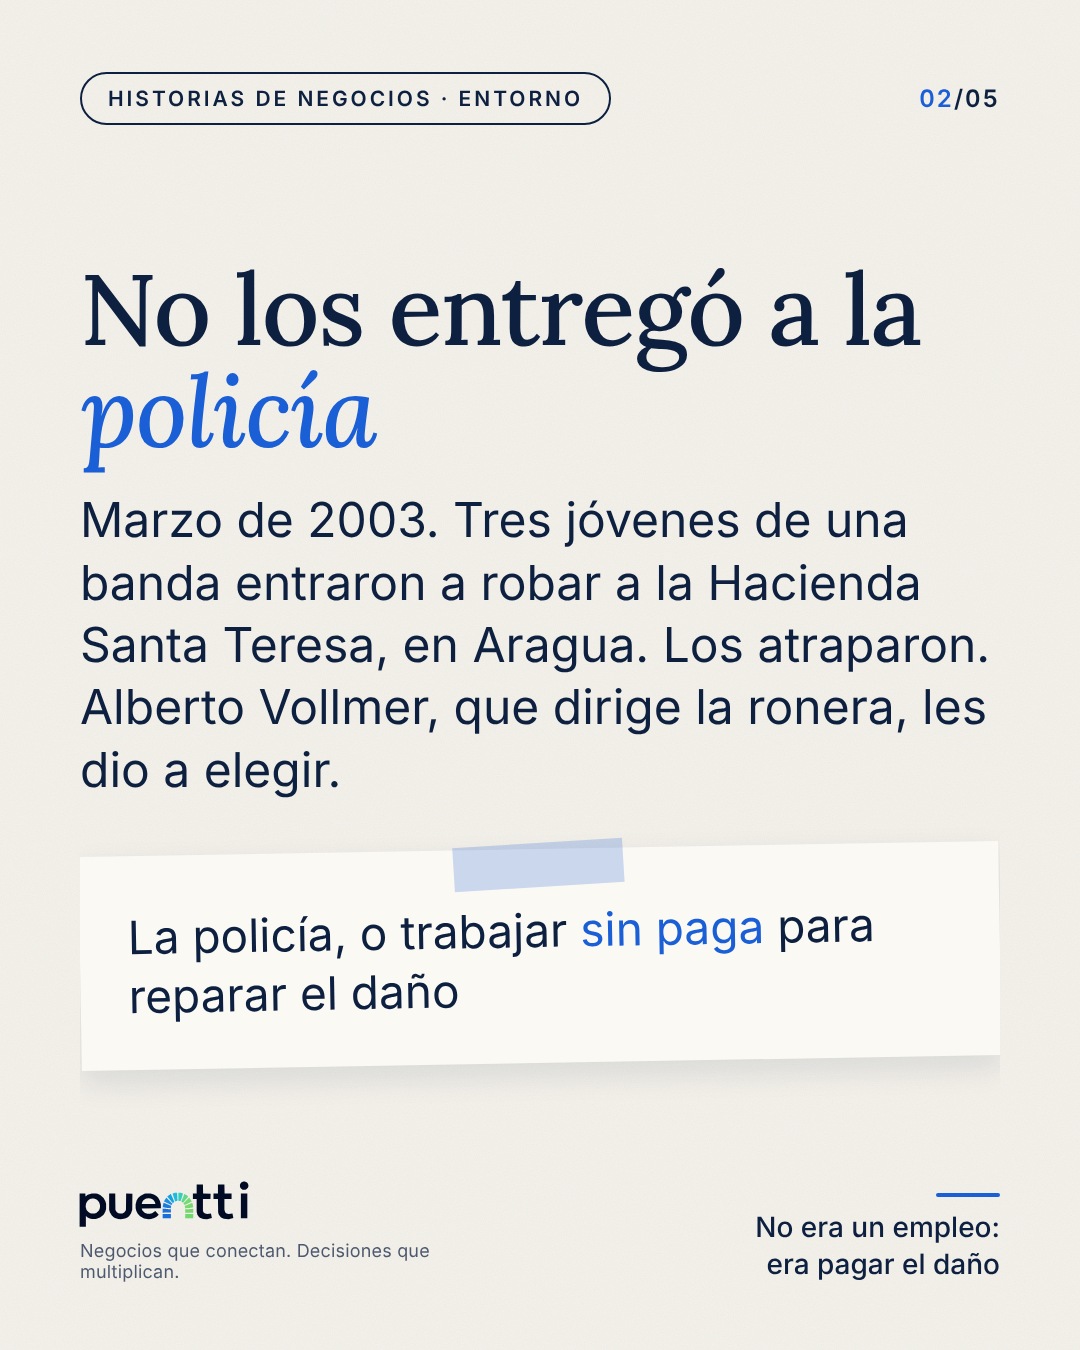 HISTORIAS DE NEGOCIOS · ENTORNO
02/05
No los entregó a la
policía
Marzo de 2003. Tres jóvenes de una
banda entraron a robar a la Hacienda
Santa Teresa, en Aragua. Los atraparon.
Alberto Vollmer, que dirige la ronera, les
dio a elegir.
La policía, o trabajar sin paga para
reparar el daño
puentti
Negocios que conectan. Decisiones que
multiplican.
No era un empleo:
era pagar el daño